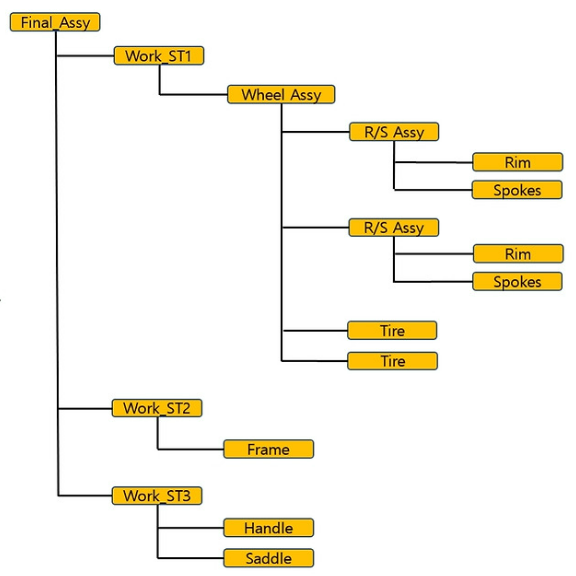 Final_Assy
Work_ST1
Wheel Assy
R/S Assy
Rim
Spokes
R/S Assy
Rim
Spokes
Tire
Tire
Work_ST2
Frame
Work_ST3
Handle
Saddle